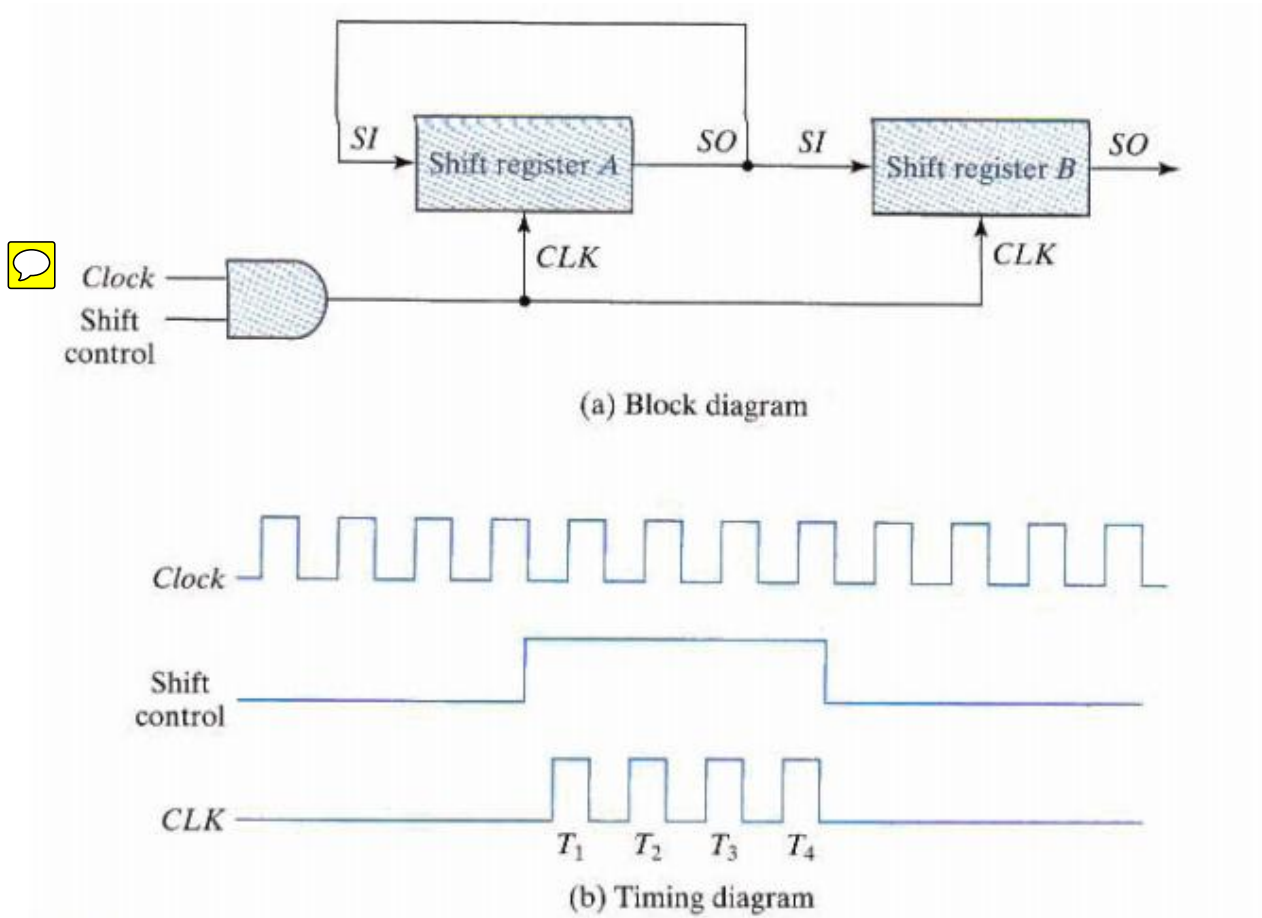 SI
Shift register A
SO
SI
Shift register B
SO
CLK
CLK
Clock
Shift
control
(a) Block diagram
Clock
Shift
control
CLK
T1
T2
T3
T4
(b) Timing diagram